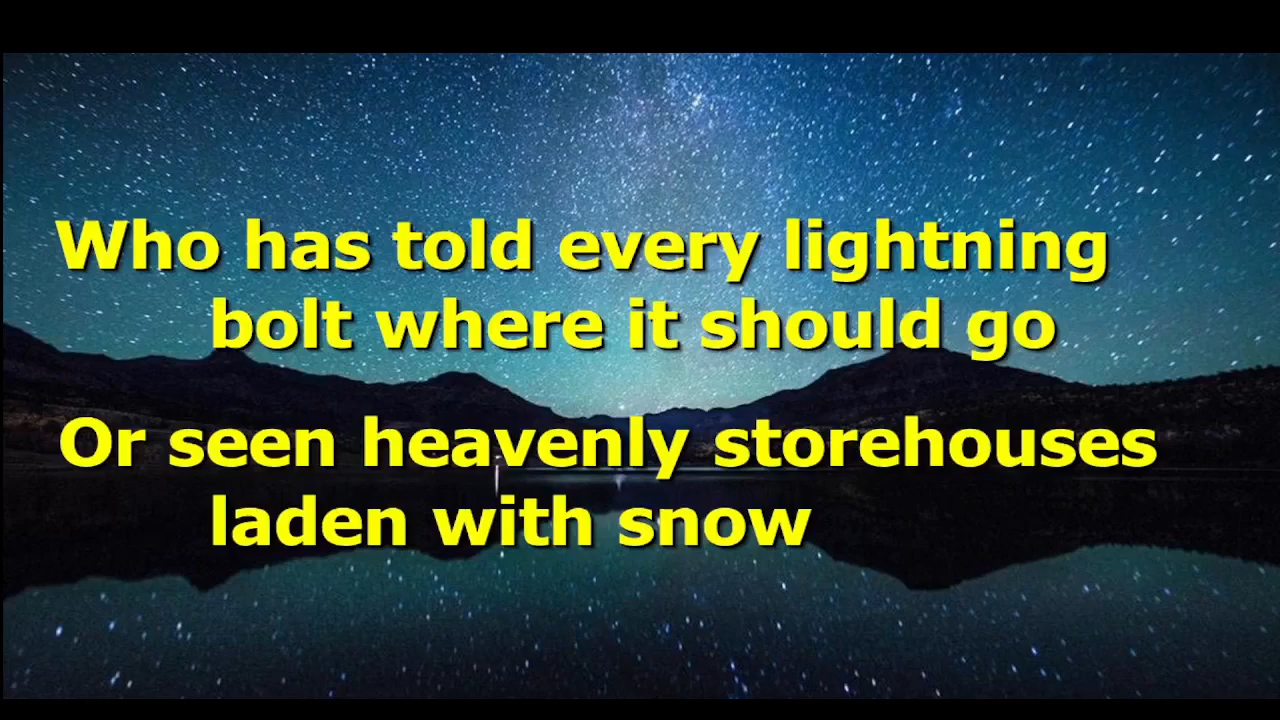 Who has told every lightning
bolt where it should go
Or seen heavenly storehouses
laden with snow